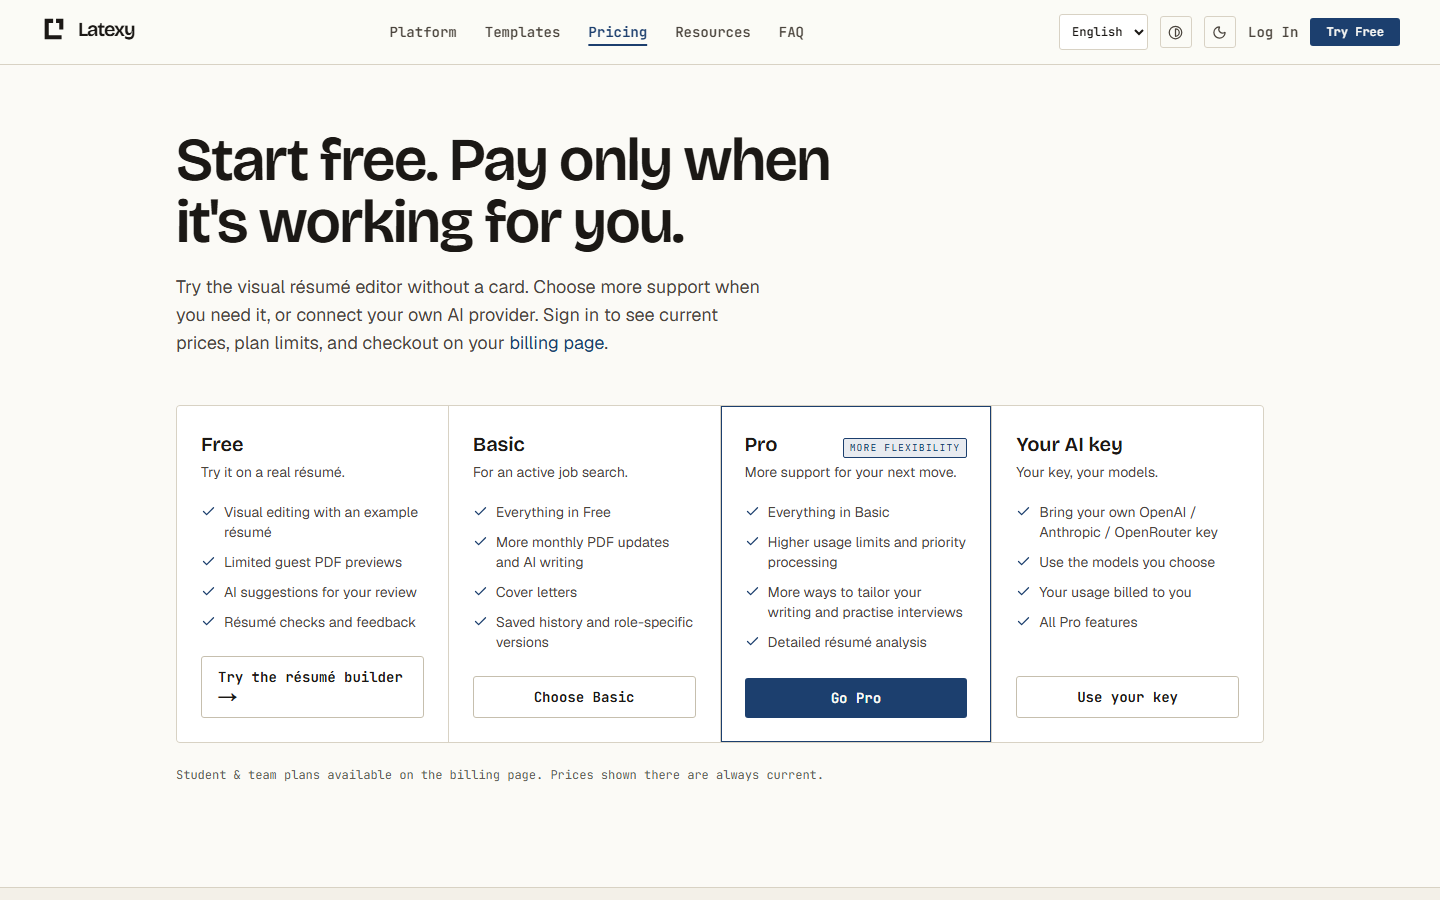 Latexy
Platform
Templates
Pricing
Resources
FAQ
English
Log In
Try Free
Start free. Pay only when
it's working for you.
Try the visual résumé editor without a card. Choose more support when
you need it, or connect your own AI provider. Sign in to see current
prices, plan limits, and checkout on your billing page.
Free
Try it on a real résumé.
Visual editing with an example
résumé
Limited guest PDF previews
AI suggestions for your review
Résumé checks and feedback
Try the résumé builder
→
Basic
For an active job search.
Everything in Free
More monthly PDF updates
and AI writing
Cover letters
Saved history and role-specific
versions
Choose Basic
Pro
MORE FLEXIBILITY
More support for your next move.
Everything in Basic
Higher usage limits and priority
processing
More ways to tailor your
writing and practise interviews
Detailed résumé analysis
Go Pro
Your AI key
Your key, your models.
Bring your own OpenAI /
Anthropic / OpenRouter key
Use the models you choose
Your usage billed to you
All Pro features
Use your key
Student & team plans available on the billing page. Prices shown there are always current.